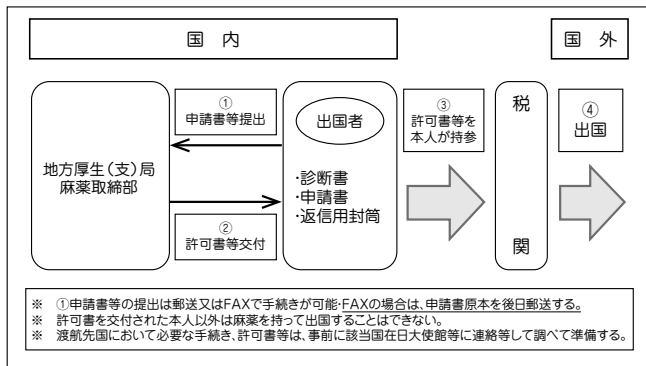 国内
国外
①
申請書等提出
地方厚生(支)局
麻薬取締部
②
許可書等交付
出国者
・診断書
・申請書
・返信用封筒
③
許可書等を
本人が持参
税
関
④
出国
※ ①申請書等の提出は郵送又はFAXで手続きが可能・FAXの場合は、申請書原本を後日郵送する。
※ 許可書を交付された本人以外は麻薬を持って出国することはできない。
※ 渡航先国において必要な手続き、許可書等は、事前に該当国在日大使館等に連絡等して調べて準備する。